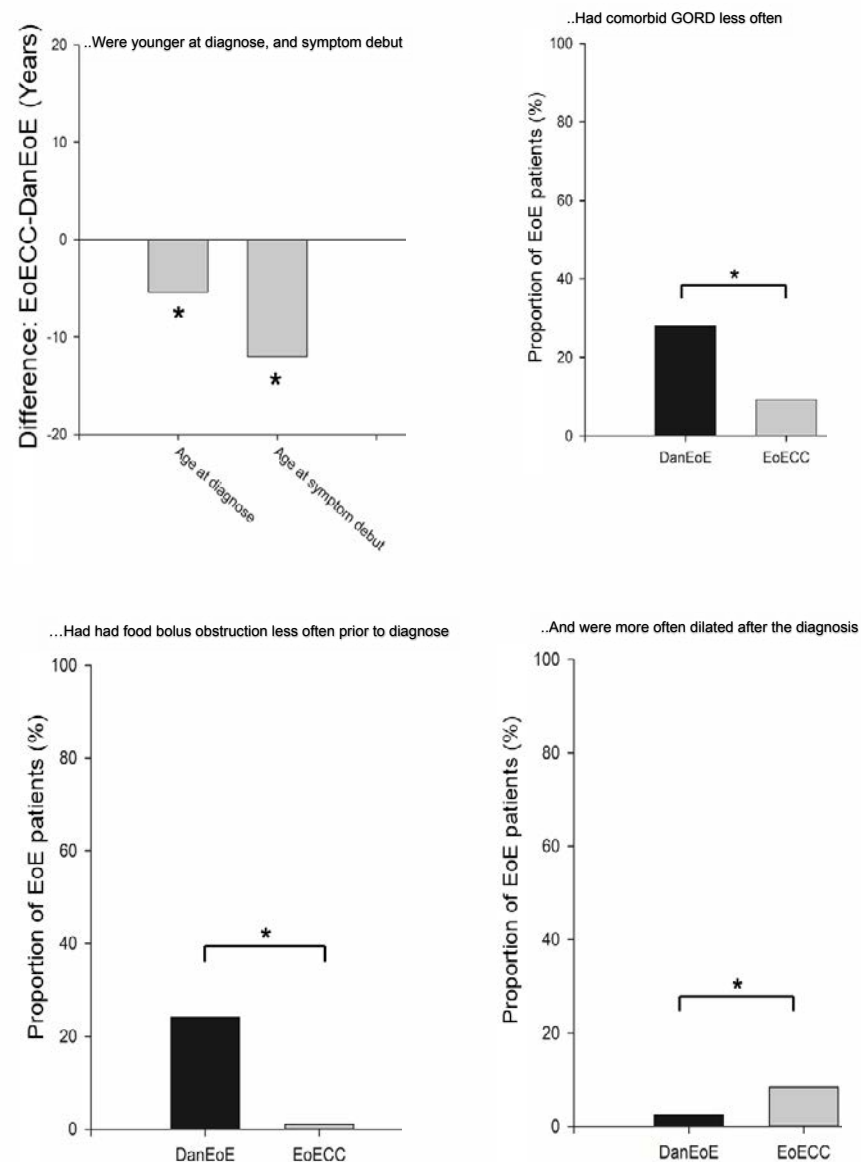 ..Were younger at diagnose, and symptom debut
Difference: EoECC-DanEoE (Years)
20
10
0
-10
-20
*
*
Age at diagnose
Age at symptom debut
..Had comorbid GORD less often
Proportion of EoE patients (%)
100
80
60
40
20
0
*
DanEoE
EoECC
...Had had food bolus obstruction less often prior to diagnose
Proportion of EoE patients (%)
100
80
60
40
20
0
*
DanEoE
EoECC
..And were more often dilated after the diagnosis
Proportion of EoE patients (%)
100
80
60
40
20
0
*
DanEoE
EoECC